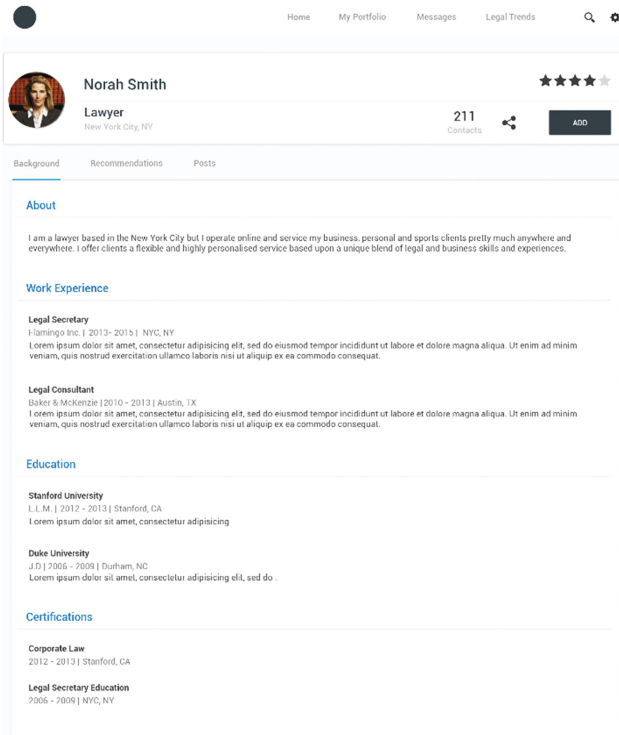 Home My Portfolio Messages Legal Trends
Norah Smith
Lawyer
New York City, NY
211
Contacts
ADD
Background Recommendations Posts
About
I am a lawyer based in the New York City but I operate online and service my business, personal and sports clients pretty much anywhere and
everywhere. I offer clients a flexible and highly personalised service based upon a unique blend of legal and business skills and experiences.
Work Experience
Legal Secretary
Flamingo Inc. | 2013- 2015 | NYC, NY
Lorem ipsum dolor sit amet, consectetur adipisicing elit, sed do eiusmod tempor incididunt ut labore et dolore magna aliqua. Ut enim ad minim
veniam, quis nostrud exercitation ullamco laboris nisi ut aliquip ex ea commodo consequat.
Legal Consultant
Baker & McKenzie | 2010 - 2013 | Austin, TX
Lorem ipsum dolor sit amet, consectetur adipisicing elit, sed do eiusmod tempor incididunt ut labore et dolore magna aliqua. Ut enim ad minim
veniam, quis nostrud exercitation ullamco laboris nisi ut aliquip ex ea commodo consequat.
Education
Stanford University
L.L.M. | 2012 - 2013 | Stanford, CA
Lorem ipsum dolor sit amet, consectetur adipisicing
Duke University
J.D | 2006 - 2009 | Durham, NC
Lorem ipsum dolor sit amet, consectetur adipisicing elit, sed do .
Certifications
Corporate Law
2012 - 2013 | Stanford, CA
Legal Secretary Education
2006 - 2009 | NYC, NY